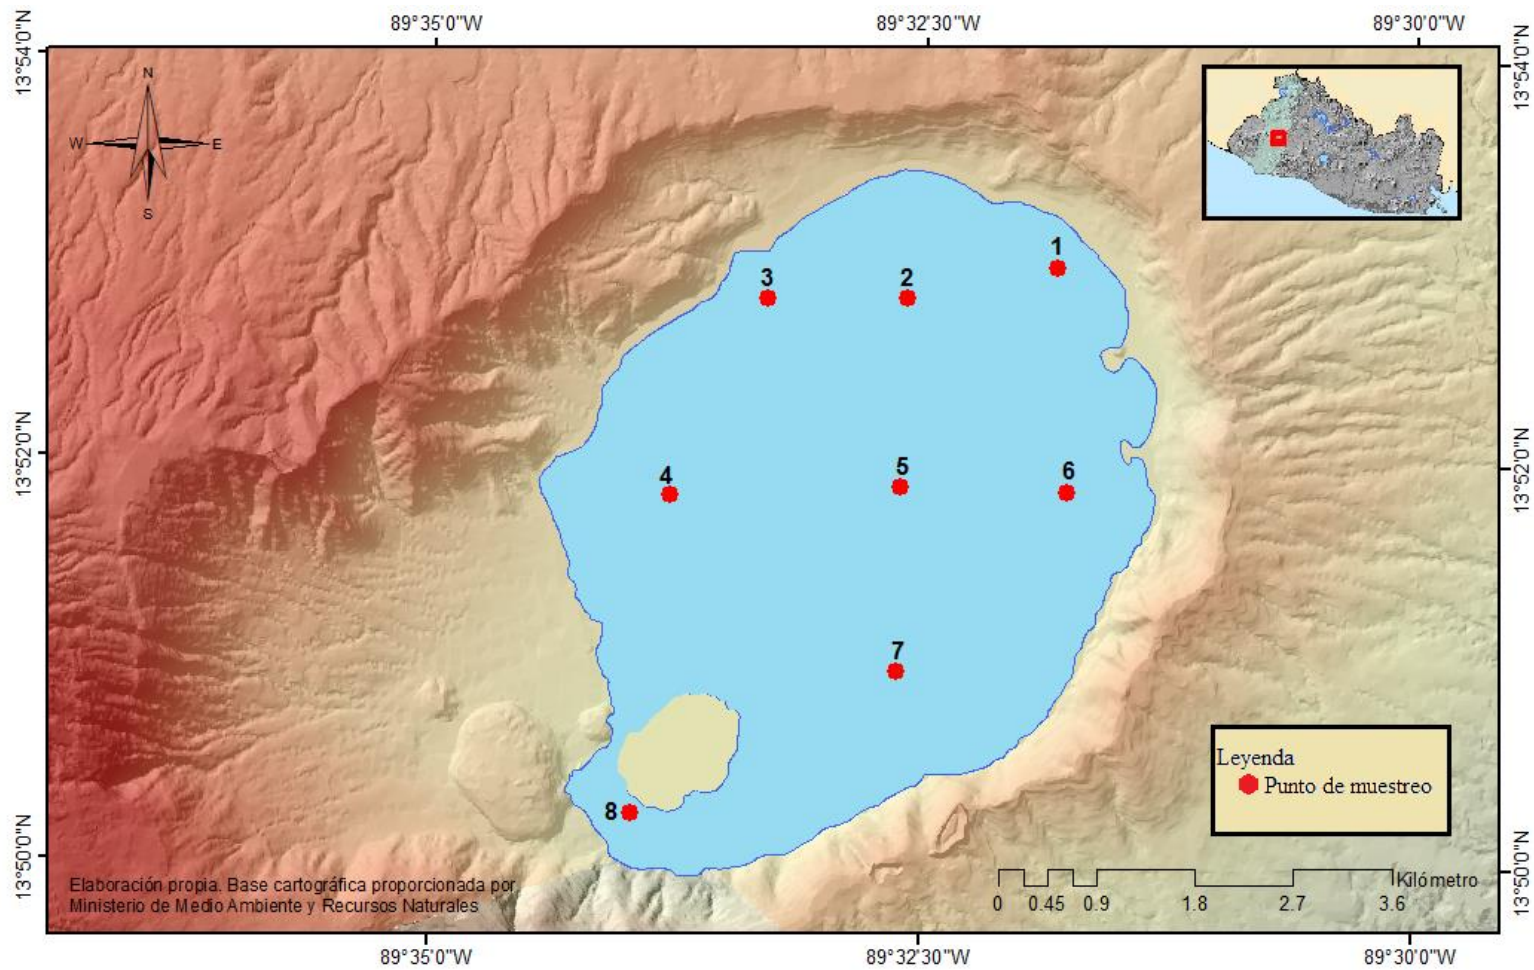 89°35'0"W
89°32'30"W
89°30'0"W
13°54'0"N
13°54'0"N
N
W
E
S
1
3
2
13°52'0"N
13°52'0"N
4
5
6
7
8
Leyenda
Punto de muestreo
13°50'0"N
13°50'0"N
Elaboración propia. Base cartográfica proporcionada por
Ministerio de Medio Ambiente y Recursos Naturales
Kilómetro
0 0.45 0.9 1.8 2.7 3.6
89°35'0"W
89°32'30"W
89°30'0"W